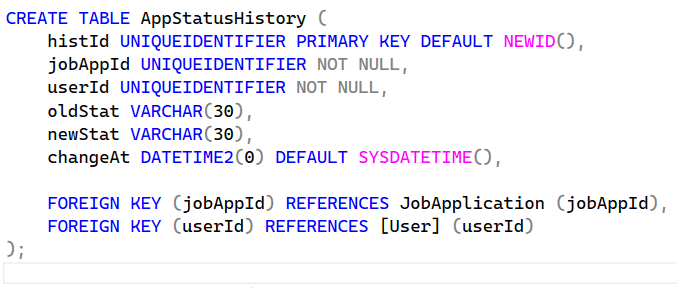 CREATE TABLE AppStatusHistory (
    histId UNIQUEIDENTIFIER PRIMARY KEY DEFAULT NEWID(),
    jobAppId UNIQUEIDENTIFIER NOT NULL,
    userId UNIQUEIDENTIFIER NOT NULL,
    oldStat VARCHAR(30),
    newStat VARCHAR(30),
    changeAt DATETIME2(0) DEFAULT SYSDATETIME(),
    FOREIGN KEY (jobAppId) REFERENCES JobApplication (jobAppId),
    FOREIGN KEY (userId) REFERENCES [User] (userId)
);